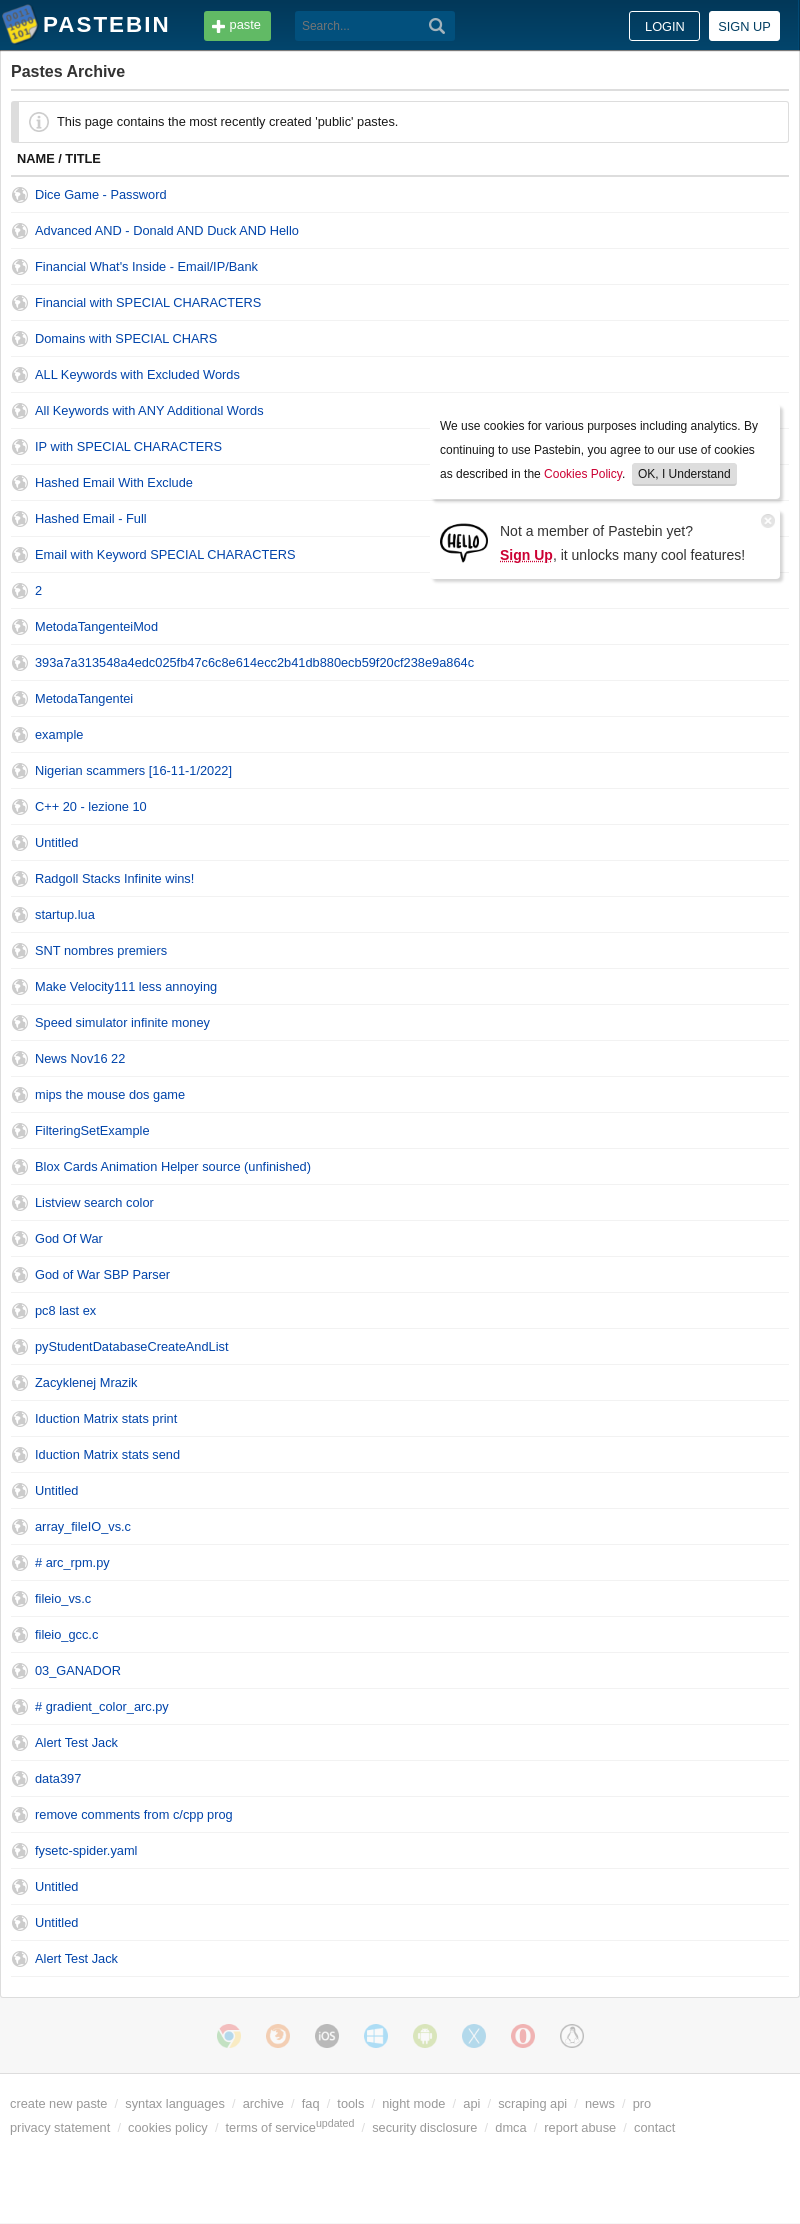 PASTEBIN
paste
Search...
LOGIN
SIGN UP
Pastes Archive
This page contains the most recently created 'public' pastes.
NAME / TITLE
Dice Game - Password
Advanced AND - Donald AND Duck AND Hello
Financial What's Inside - Email/IP/Bank
Financial with SPECIAL CHARACTERS
Domains with SPECIAL CHARS
ALL Keywords with Excluded Words
All Keywords with ANY Additional Words
IP with SPECIAL CHARACTERS
Hashed Email With Exclude
Hashed Email - Full
Email with Keyword SPECIAL CHARACTERS
We use cookies for various purposes including analytics. By
continuing to use Pastebin, you agree to our use of cookies
as described in the Cookies Policy. OK, I Understand
HELLO
Not a member of Pastebin yet?
Sign Up, it unlocks many cool features!
2
MetodaTangenteiMod
393a7a313548a4edc025fb47c6c8e614ecc2b41db880ecb59f20cf238e9a864c
MetodaTangentei
example
Nigerian scammers [16-11-1/2022]
C++ 20 - lezione 10
Untitled
Radgoll Stacks Infinite wins!
startup.lua
SNT nombres premiers
Make Velocity111 less annoying
Speed simulator infinite money
News Nov16 22
mips the mouse dos game
FilteringSetExample
Blox Cards Animation Helper source (unfinished)
Listview search color
God Of War
God of War SBP Parser
pc8 last ex
pyStudentDatabaseCreateAndList
Zacyklenej Mrazik
Iduction Matrix stats print
Iduction Matrix stats send
Untitled
array_fileIO_vs.c
# arc_rpm.py
fileio_vs.c
fileio_gcc.c
03_GANADOR
# gradient_color_arc.py
Alert Test Jack
data397
remove comments from c/cpp prog
fysetc-spider.yaml
Untitled
Untitled
Alert Test Jack
iOS
create new paste / syntax languages / archive / faq / tools / night mode / api / scraping api / news / pro
privacy statement / cookies policy / terms of service updated / security disclosure / dmca / report abuse / contact